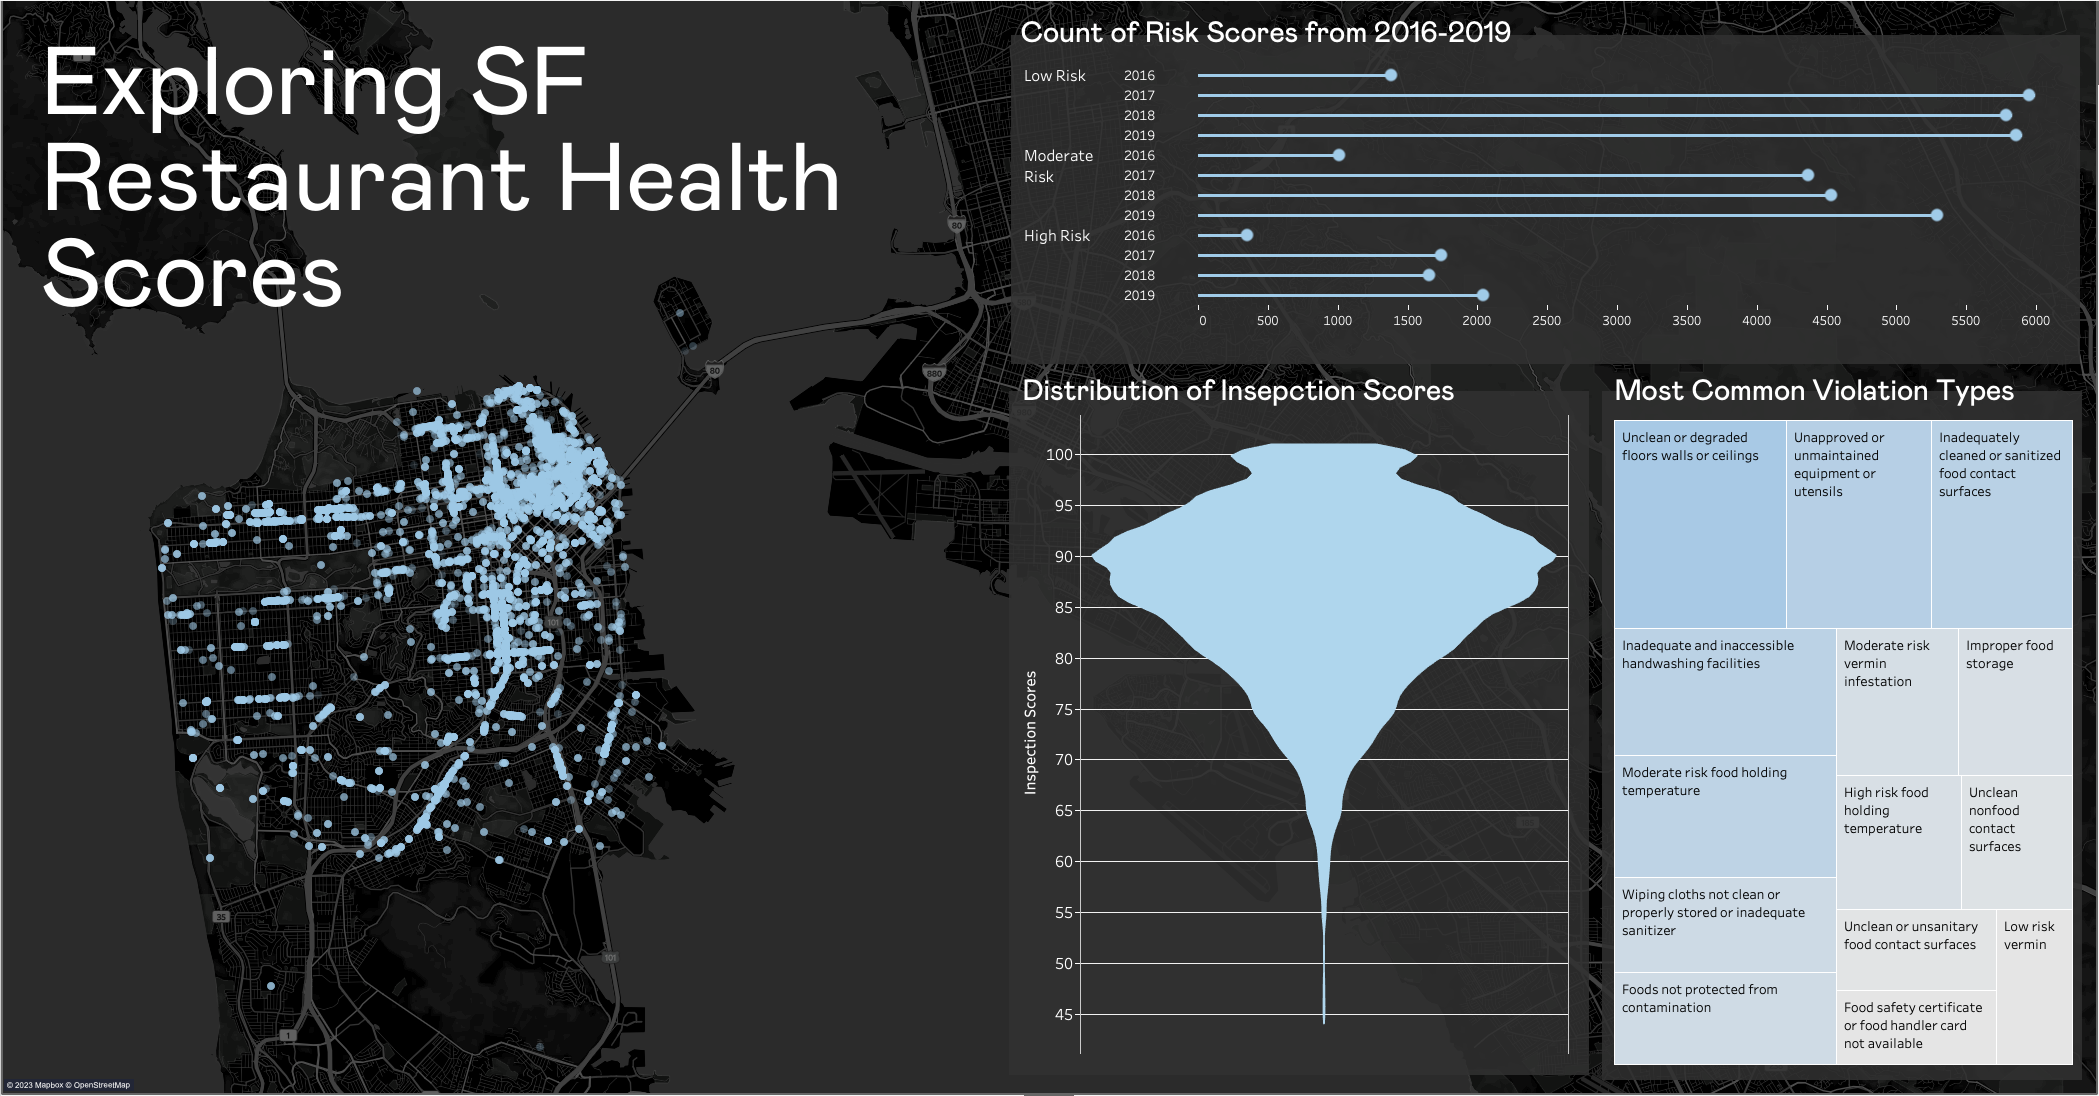 Exploring SF
Restaurant Health
Scores
80
80
880
101
101
35
1
© 2023 Mapbox © OpenStreetMap
Count of Risk Scores from 2016-2019
Low Risk 2016
2017
2018
2019
Moderate 2016
Risk 2017
2018
2019
High Risk 2016
2017
2018
2019
0 500 1000 1500 2000 2500 3000 3500 4000 4500 5000 5500 6000
Distribution of Insepction Scores
Inspection Scores
100
95
90
85
80
75
70
65
60
55
50
45
Most Common Violation Types
Unclean or degraded
floors walls or ceilings
Unapproved or
unmaintained
equipment or
utensils
Inadequately
cleaned or sanitized
food contact
surfaces
Inadequate and inaccessible
handwashing facilities
Moderate risk
vermin
infestation
Improper food
storage
Moderate risk food holding
temperature
High risk food
holding
temperature
Unclean
nonfood
contact
surfaces
Wiping cloths not clean or
properly stored or inadequate
sanitizer
Unclean or unsanitary
food contact surfaces
Low risk
vermin
Foods not protected from
contamination
Food safety certificate
or food handler card
not available